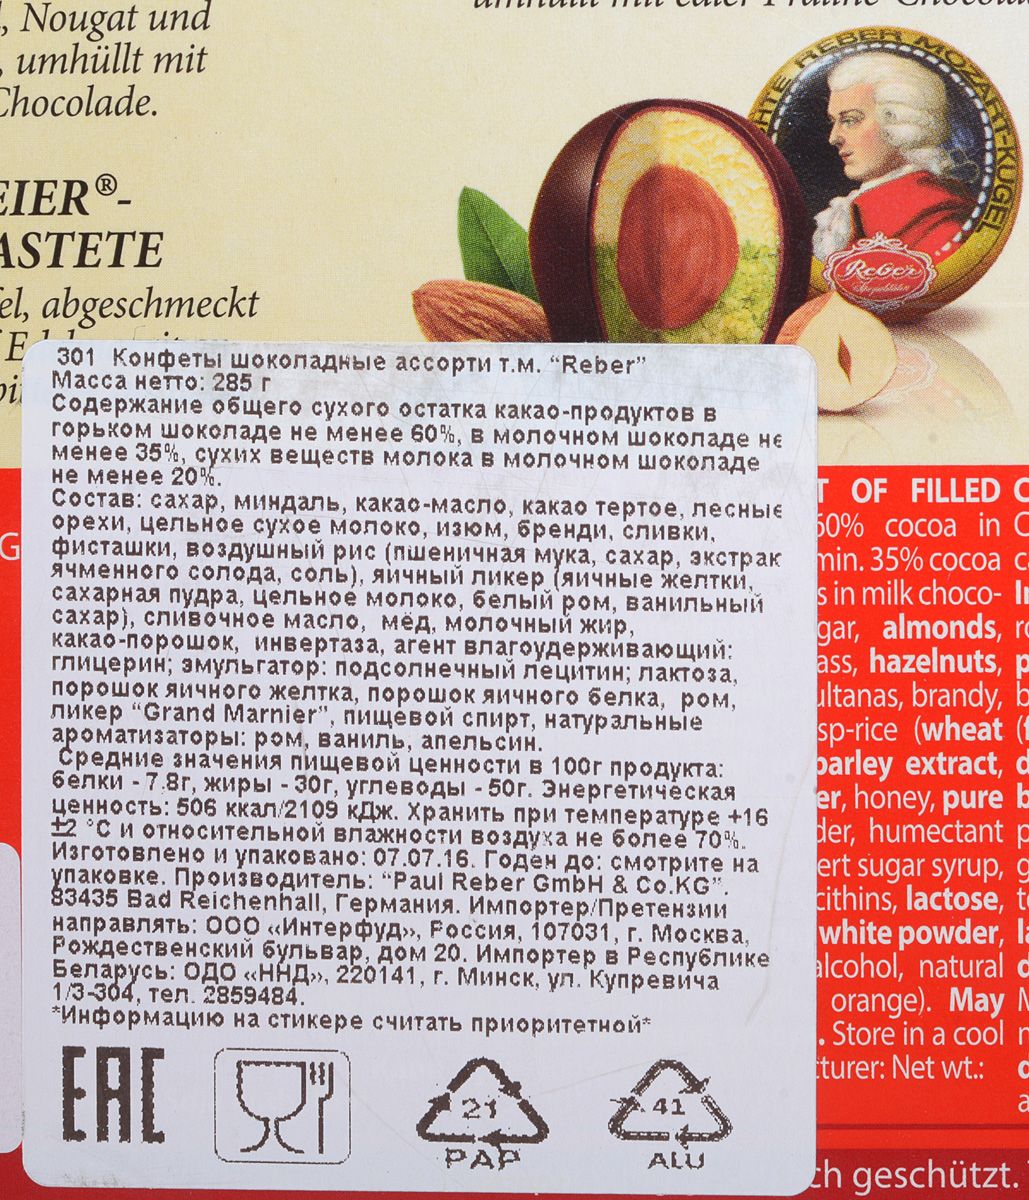 , Nougat und
, umhüllt mit
Chocolade.
EIER®-
ASTETE
fel, abgeschmeckt
ECHTE REBER MOZART-KUGEL
Reber
Spezialitäten
301 Конфеты шоколадные ассорти т.м. “Reber”
Масса нетто: 285 г
Содержание общего сухого остатка какао-продуктов в
горьком шоколаде не менее 60%, в молочном шоколаде не
менее 35%, сухих веществ молока в молочном шоколаде
не менее 20%.
Состав: сахар, миндаль, какао-масло, какао тертое, лесные
орехи, цельное сухое молоко, изюм, бренди, сливки,
фисташки, воздушный рис (пшеничная мука, сахар, экстрак
ячменного солода, соль), яичный ликер (яичные желтки,
сахарная пудра, цельное молоко, белый ром, ванильный
сахар), сливочное масло, мёд, молочный жир,
какао-порошок, инвертаза, агент влагоудерживающий:
глицерин; эмульгатор: подсолнечный лецитин; лактоза,
порошок яичного желтка, порошок яичного белка, ром,
ликер “Grand Marnier”, пищевой спирт, натуральные
ароматизаторы: ром, ваниль, апельсин.
Средние значения пищевой ценности в 100г продукта:
белки - 7.8г, жиры - 30г, углеводы - 50г. Энергетическая
ценность: 506 ккал/2109 кДж. Хранить при температуре +16
±2 °С и относительной влажности воздуха не более 70%.
Изготовлено и упаковано: 07.07.16. Годен до: смотрите на
упаковке. Производитель: “Paul Reber GmbH & Co.KG”.
83435 Bad Reichenhall, Германия. Импортер/Претензии
направлять: ООО «Интерфуд», Россия, 107031, г. Москва,
Рождественский бульвар, дом 20. Импортер в Республике
Беларусь: ОДО «ННД», 220141, г. Минск, ул. Купревича
1/3-304, тел. 2859484.
*Информацию на стикере считать приоритетной*
EAC
21
PAP
41
ALU
T OF FILLED
60% cocoa in
min. 35% cocoa
s in milk choco-
gar, almonds,
ass, hazelnuts,
ultanas, brandy,
sp-rice (wheat
barley extract,
er, honey, pure
der, humectant
ert sugar syrup,
cithins, lactose,
white powder,
alcohol, natural
orange). May
. Store in a cool
cturer: Net wt.:
ch geschützt.